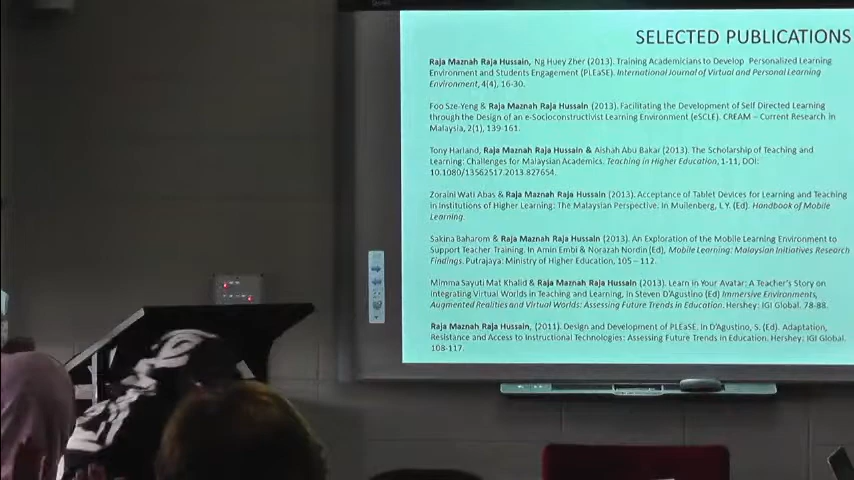 SELECTED PUBLICATIONS
Raja Maznah Raja Hussain, Ng Huey Zher (2013). Training Academicians to Develop Personalized Learning
Environment and Students Engagement (PLEaSE). International Journal of Virtual and Personal Learning
Environment, 4(4), 16-30.
Foo Sze-Yeng & Raja Maznah Raja Hussain (2013). Facilitating the Development of Self Directed Learning
through the Design of an e-Socioconstructivist Learning Environment (eSCLE). CREAM – Current Research in
Malaysia, 2(1), 139-161.
Tony Harland, Raja Maznah Raja Hussain & Aishah Abu Bakar (2013). The Scholarship of Teaching and
Learning: Challenges for Malaysian Academics. Teaching in Higher Education, 1-11, DOI:
10.1080/13562517.2013.827654.
Zoraini Wati Abas & Raja Maznah Raja Hussain (2013). Acceptance of Tablet Devices for Learning and Teaching
in Institutions of Higher Learning: The Malaysian Perspective. In Muilenberg, L.Y. (Ed). Handbook of Mobile
Learning.
Sakina Baharom & Raja Maznah Raja Hussain (2013). An Exploration of the Mobile Learning Environment to
Support Teacher Training. In Amin Embi & Norazah Nordin (Ed), Mobile Learning: Malaysian Initiatives Research
Findings. Putrajaya: Ministry of Higher Education, 105 – 112.
Mimma Sayuti Mat Khalid & Raja Maznah Raja Hussain (2013). Learn in Your Avatar: A Teacher's Story on
Integrating Virtual Worlds in Teaching and Learning, in Steven D'Agustino (Ed) Immersive Environments,
Augmented Realities and Virtual Worlds: Assessing Future Trends in Education. Hershey: IGI Global. 78-88.
Raja Maznah Raja Hussain, (2011). Design and Development of PLEaSE. In D'Agustino, S. (Ed). Adaptation,
Resistance and Access to Instructional Technologies: Assessing Future Trends in Education. Hershey: IGI Global.
108-117.